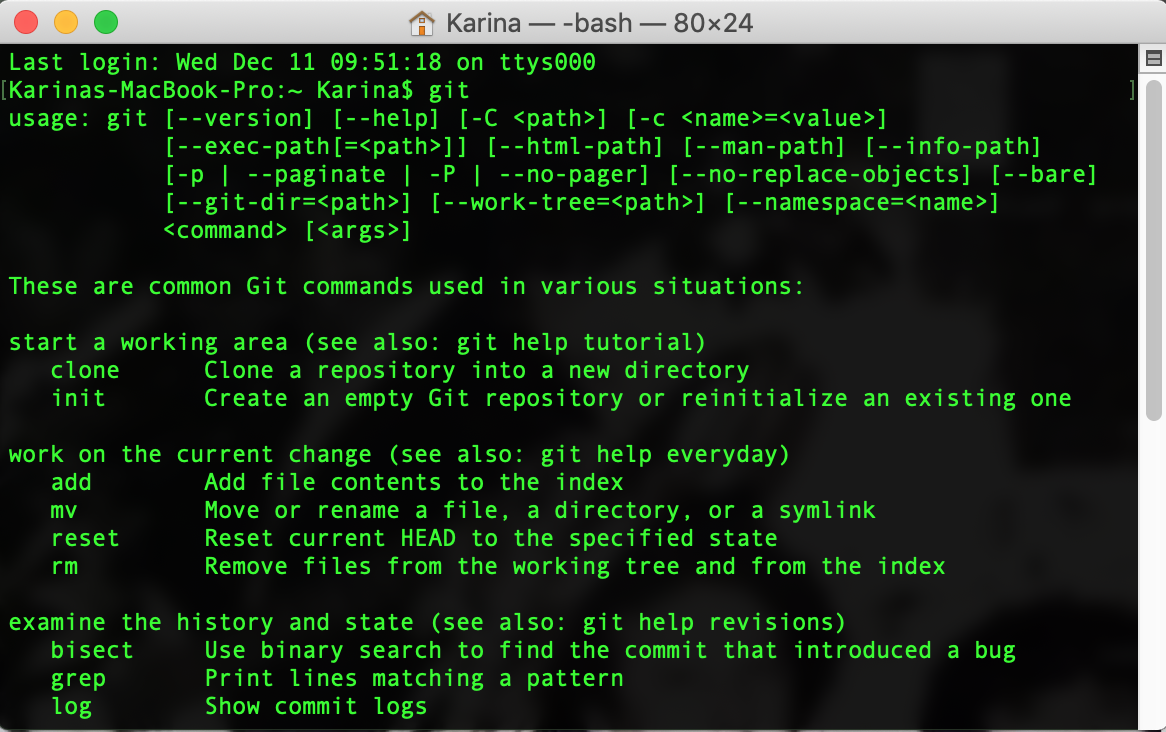 Karina — -bash — 80×24
Last login: Wed Dec 11 09:51:18 on ttys000
[Karinas-MacBook-Pro:~ Karina$ git ]
usage: git [--version] [--help] [-C <path>] [-c <name>=<value>]
           [--exec-path[=<path>]] [--html-path] [--man-path] [--info-path]
           [-p | --paginate | -P | --no-pager] [--no-replace-objects] [--bare]
           [--git-dir=<path>] [--work-tree=<path>] [--namespace=<name>]
           <command> [<args>]

These are common Git commands used in various situations:

start a working area (see also: git help tutorial)
   clone      Clone a repository into a new directory
   init       Create an empty Git repository or reinitialize an existing one

work on the current change (see also: git help everyday)
   add        Add file contents to the index
   mv         Move or rename a file, a directory, or a symlink
   reset      Reset current HEAD to the specified state
   rm         Remove files from the working tree and from the index

examine the history and state (see also: git help revisions)
   bisect     Use binary search to find the commit that introduced a bug
   grep       Print lines matching a pattern
   log        Show commit logs